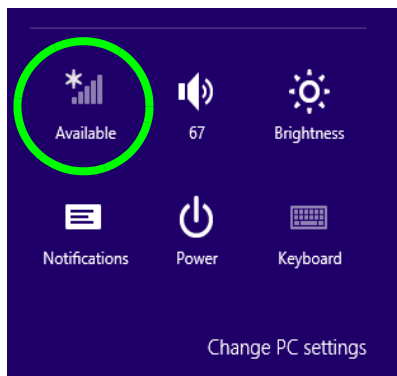 Available 67 Brightness
Notifications Power Keyboard
Change PC settings